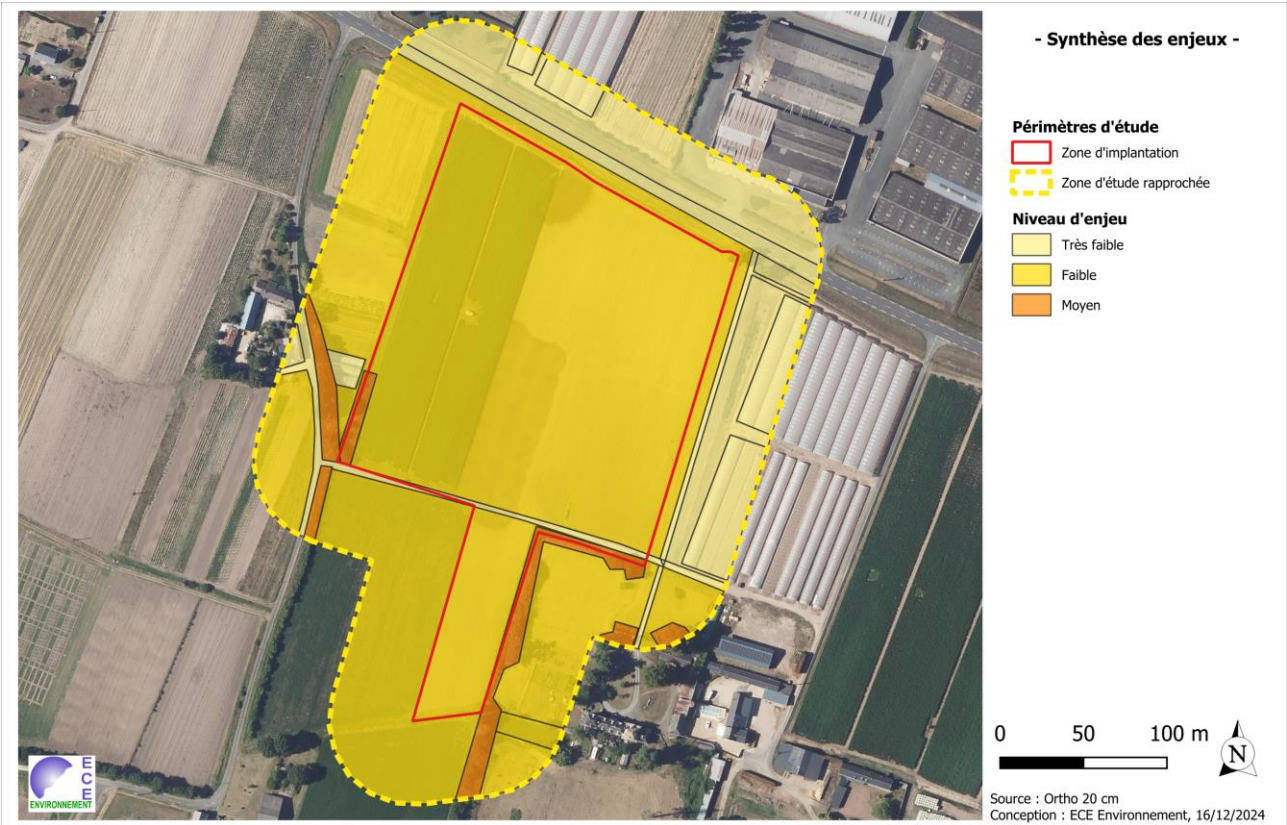 - Synthèse des enjeux -
Périmètres d'étude
Zone d'implantation
Zone d'étude rapprochée
Niveau d'enjeu
Très faible
Faible
Moyen
0 50 100 m
N
Source : Ortho 20 cm
Conception : ECE Environnement, 16/12/2024
E
C
E
ENVIRONNEMENT